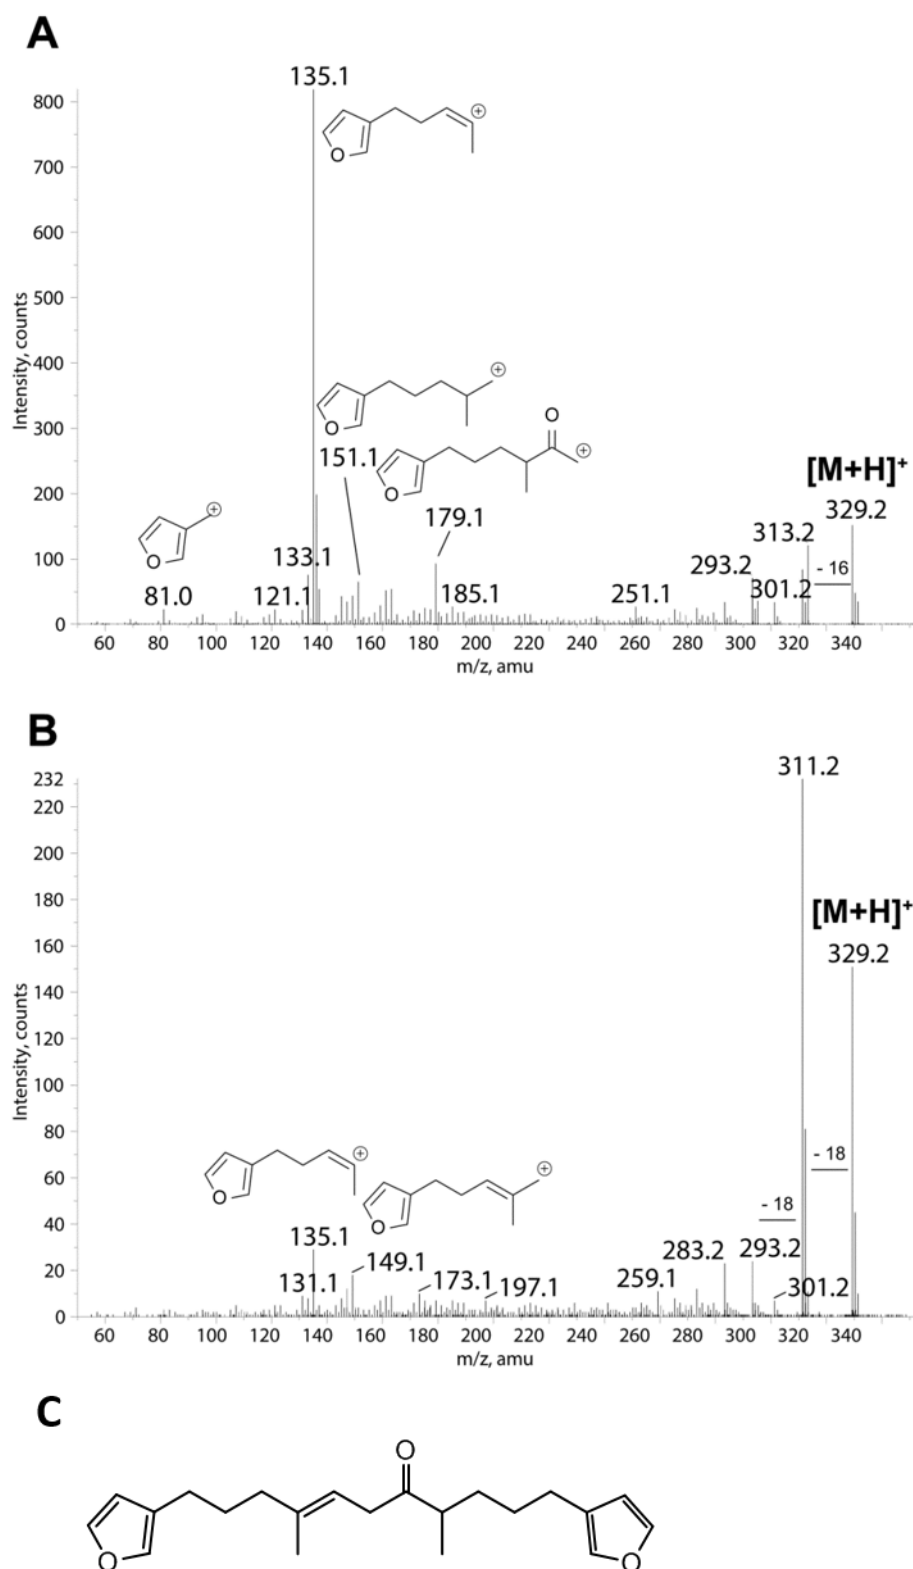 A
135.1
800
700
600
500
400
300
200
100
0
Intensity, counts
O
O
O
151.1
O
179.1
[M+H]⁺
329.2
313.2
- 16
O
81.0
121.1
133.1
185.1
251.1
293.2
301.2
60 80 100 120 140 160 180 200 220 240 260 280 300 320 340
m/z, amu
B
232
220
200
180
160
140
120
100
80
60
40
20
0
Intensity, counts
311.2
[M+H]⁺
329.2
- 18
- 18
O
O
135.1
131.1
149.1
173.1
197.1
259.1
283.2
293.2
301.2
60 80 100 120 140 160 180 200 220 240 260 280 300 320 340
m/z, amu
C
O
O
O